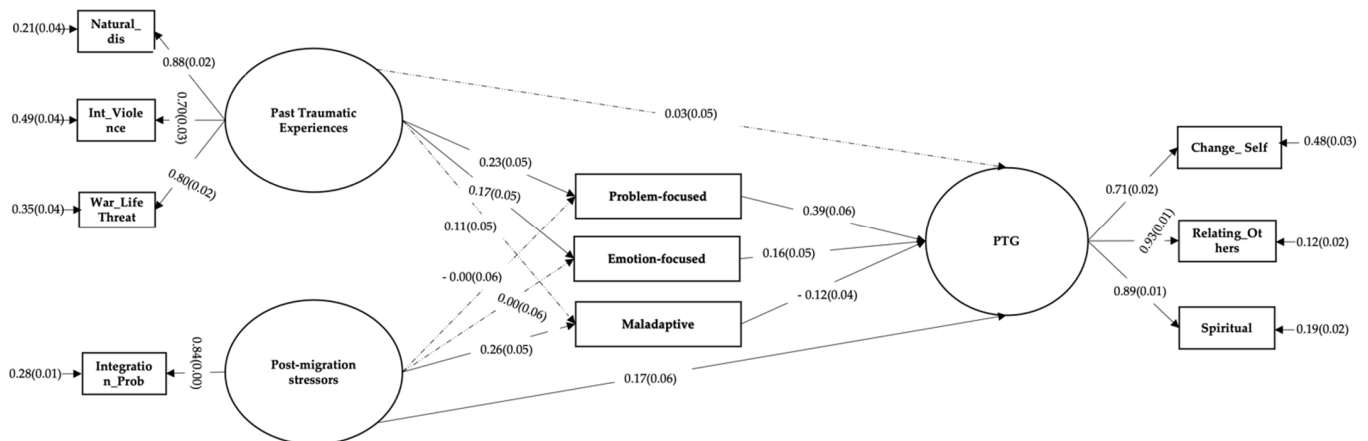 0.21(0.04)
Natural_
dis
0.88(0.02)
0.49(0.04)
Int_Viole
nce
0.70(0.03)
0.35(0.04)
War_Life
Threat
0.80(0.02)
Past Traumatic
Experiences
0.03(0.05)
0.23(0.05)
0.17(0.05)
0.11(0.05)
Problem-focused
0.39(0.06)
Emotion-focused
0.16(0.05)
Maladaptive
- 0.12(0.04)
- 0.00(0.06)
0.00(0.06)
0.26(0.05)
0.28(0.01)
Integratio
n_Prob
0.84(0.00)
Post-migration
stressors
0.17(0.06)
PTG
0.71(0.02)
Change_ Self
0.48(0.03)
0.93(0.01)
Relating_Ot
hers
0.12(0.02)
0.89(0.01)
Spiritual
0.19(0.02)